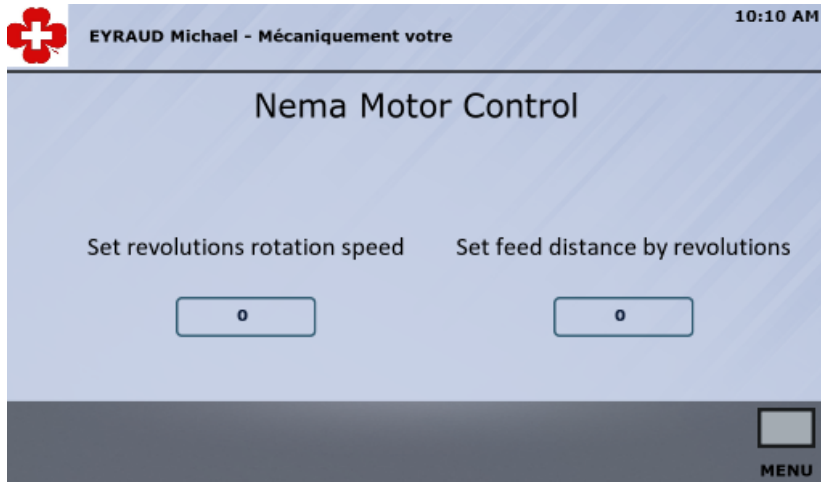 10:10 AM
EYRAUD Michael - Mécaniquement votre
Nema Motor Control
Set revolutions rotation speed
Set feed distance by revolutions
0
0
MENU